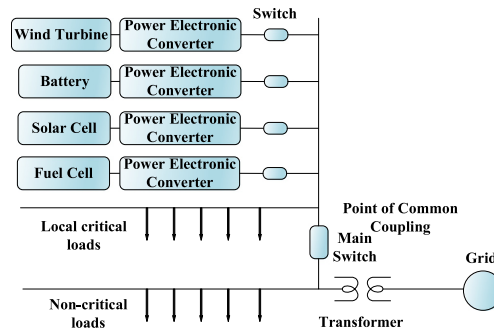 Switch
Wind Turbine
Power Electronic
Converter
Battery
Power Electronic
Converter
Solar Cell
Power Electronic
Converter
Fuel Cell
Power Electronic
Converter
Local critical
loads
Point of Common
Coupling
Main
Switch
Grid
Non-critical
loads
Transformer